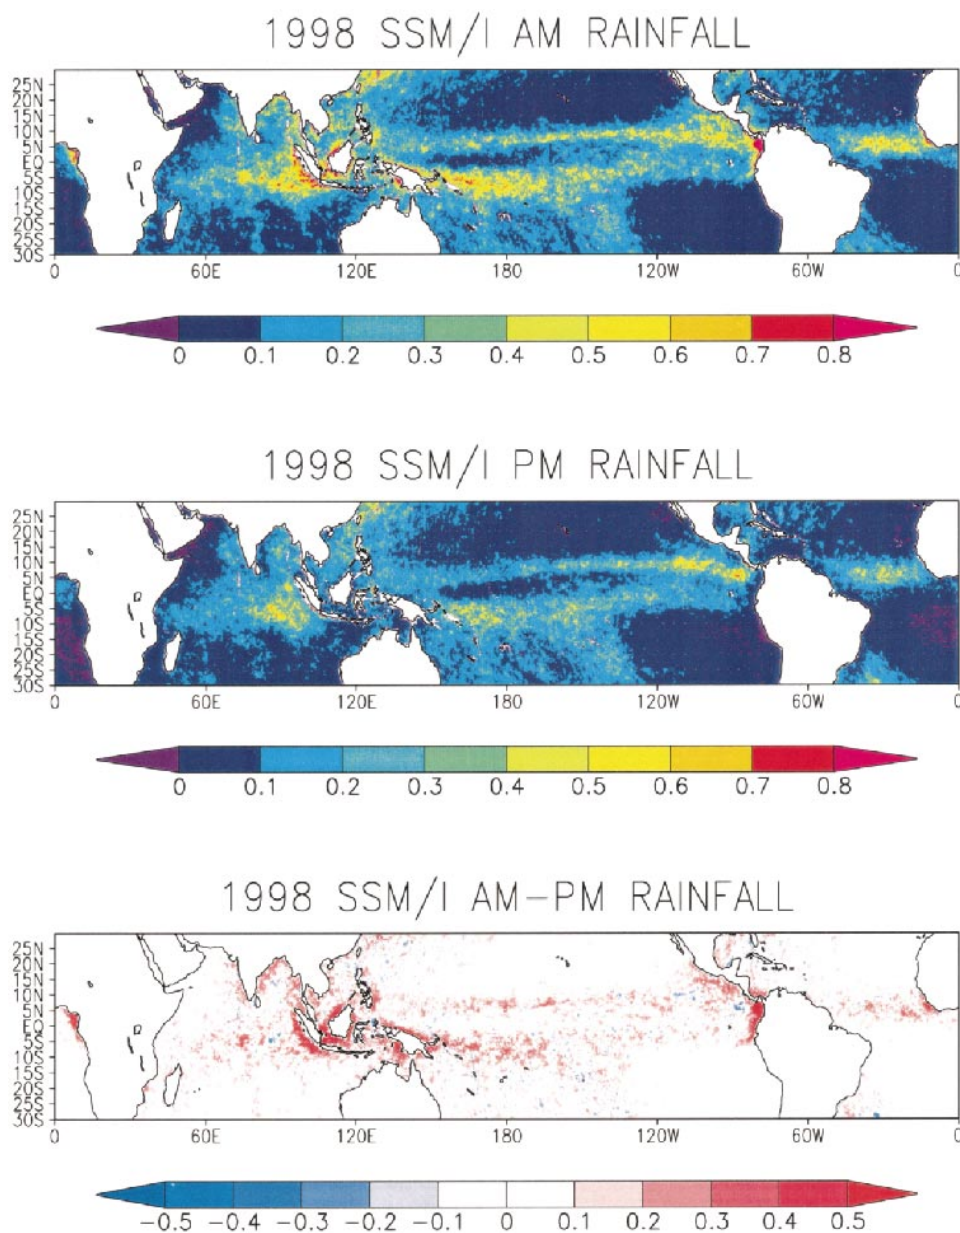 1998 SSM/I AM RAINFALL
25N
20N
15N
10N
5N
EQ
5S
10S
15S
20S
25S
30S
0 60E 120E 180 120W 60W 0
0 0.1 0.2 0.3 0.4 0.5 0.6 0.7 0.8
1998 SSM/I PM RAINFALL
25N
20N
15N
10N
5N
EQ
5S
10S
15S
20S
25S
30S
0 60E 120E 180 120W 60W 0
0 0.1 0.2 0.3 0.4 0.5 0.6 0.7 0.8
1998 SSM/I AM-PM RAINFALL
25N
20N
15N
10N
5N
EQ
5S
10S
15S
20S
25S
30S
0 60E 120E 180 120W 60W 0
-0.5 -0.4 -0.3 -0.2 -0.1 0 0.1 0.2 0.3 0.4 0.5